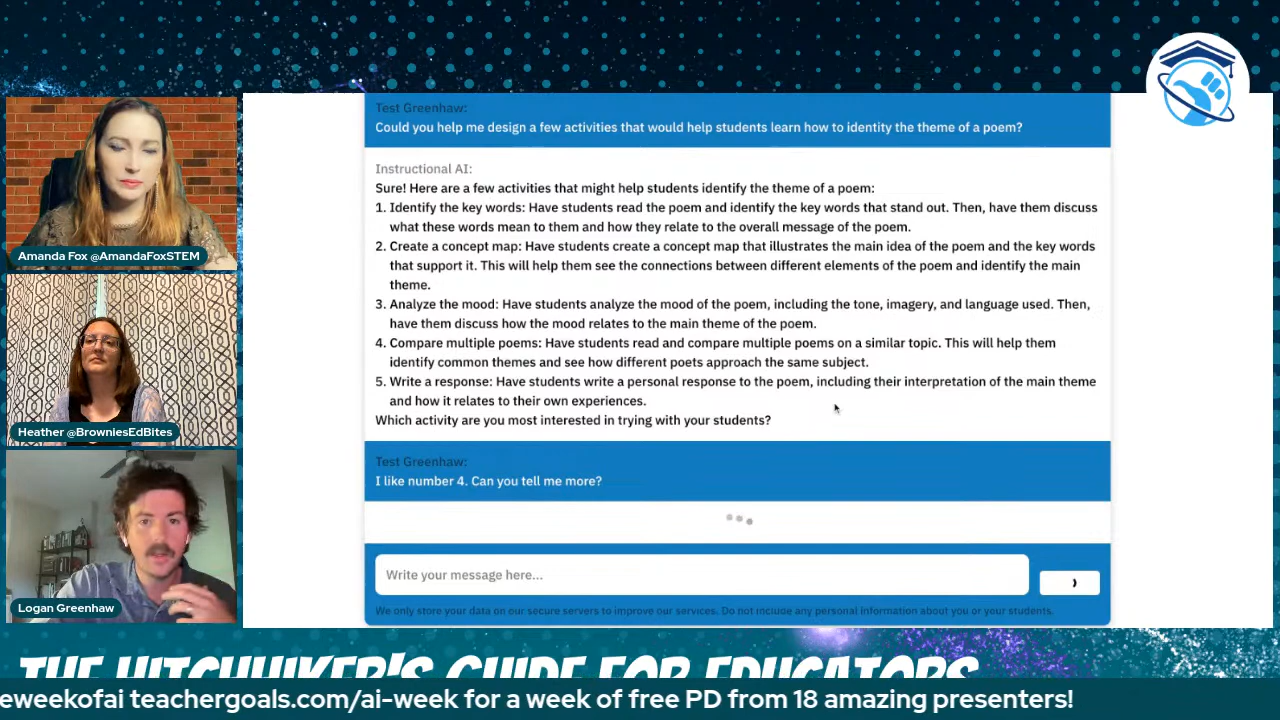 Test Greenhaw:
Could you help me design a few activities that would help students learn how to identity the theme of a poem?
Instructional AI:
Sure! Here are a few activities that might help students identify the theme of a poem:
1. Identify the key words: Have students read the poem and identify the key words that stand out. Then, have them discuss
what these words mean to them and how they relate to the overall message of the poem.
2. Create a concept map: Have students create a concept map that illustrates the main idea of the poem and the key words
that support it. This will help them see the connections between different elements of the poem and identify the main
theme.
3. Analyze the mood: Have students analyze the mood of the poem, including the tone, imagery, and language used. Then,
have them discuss how the mood relates to the main theme of the poem.
4. Compare multiple poems: Have students read and compare multiple poems on a similar topic. This will help them
identify common themes and see how different poets approach the same subject.
5. Write a response: Have students write a personal response to the poem, including their interpretation of the main theme
and how it relates to their own experiences.
Which activity are you most interested in trying with your students?
Test Greenhaw:
I like number 4. Can you tell me more?
Write your message here...
We only store your data on our secure servers to improve our services. Do not include any personal information about you or your students.
Amanda Fox @AmandaFoxSTEM
Heather @BrowniesEdBites
Logan Greenhaw
THE HITCHHIKER'S GUIDE FOR EDUCATORS
eweekofai teachergoals.com/ai-week for a week of free PD from 18 amazing presenters!